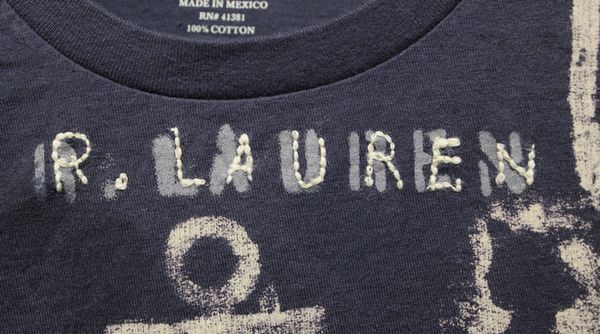 MADE IN MEXICO
RN# 41381
100% COTTON
R. LAUREN